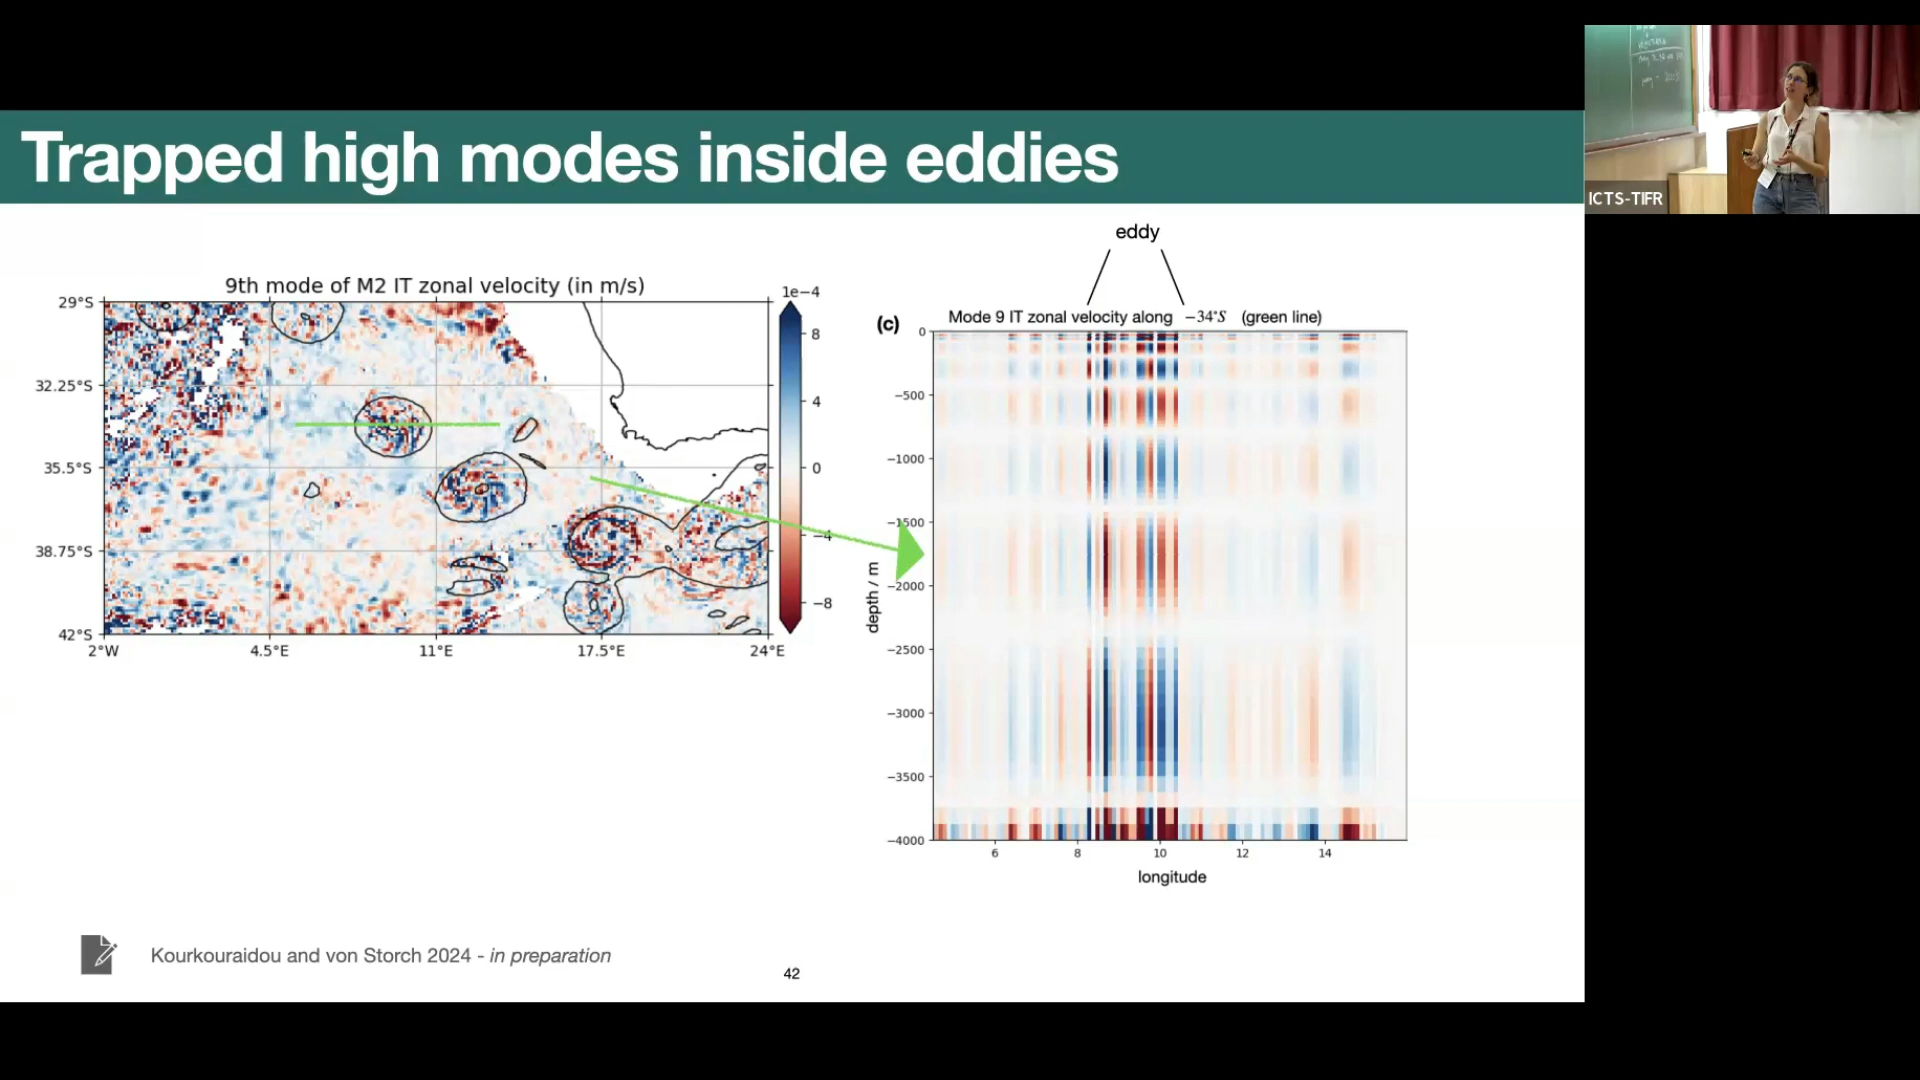 Trapped high modes inside eddies
ICTS-TIFR
eddy
9th mode of M2 IT zonal velocity (in m/s)
1e−4
29°S
32.25°S
35.5°S
38.75°S
42°S
2°W
4.5°E
11°E
17.5°E
24°E
8
4
0
−4
−8
(c)
Mode 9 IT zonal velocity along −34°S (green line)
0
−500
−1000
−1500
−2000
−2500
−3000
−3500
−4000
depth / m
6
8
10
12
14
longitude
Kourkouraidou and von Storch 2024 - in preparation
42